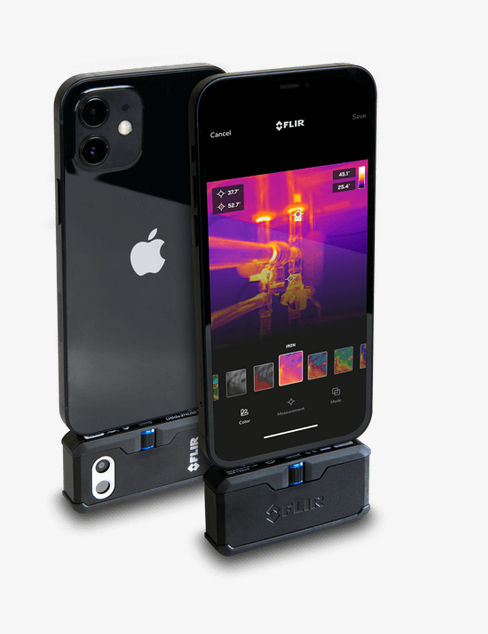 FLIR
Cancel
Save
37.7°
52.7°
45.1°
25.4°
IRON
Color
Measurement
Mode
FLIR
FLIR